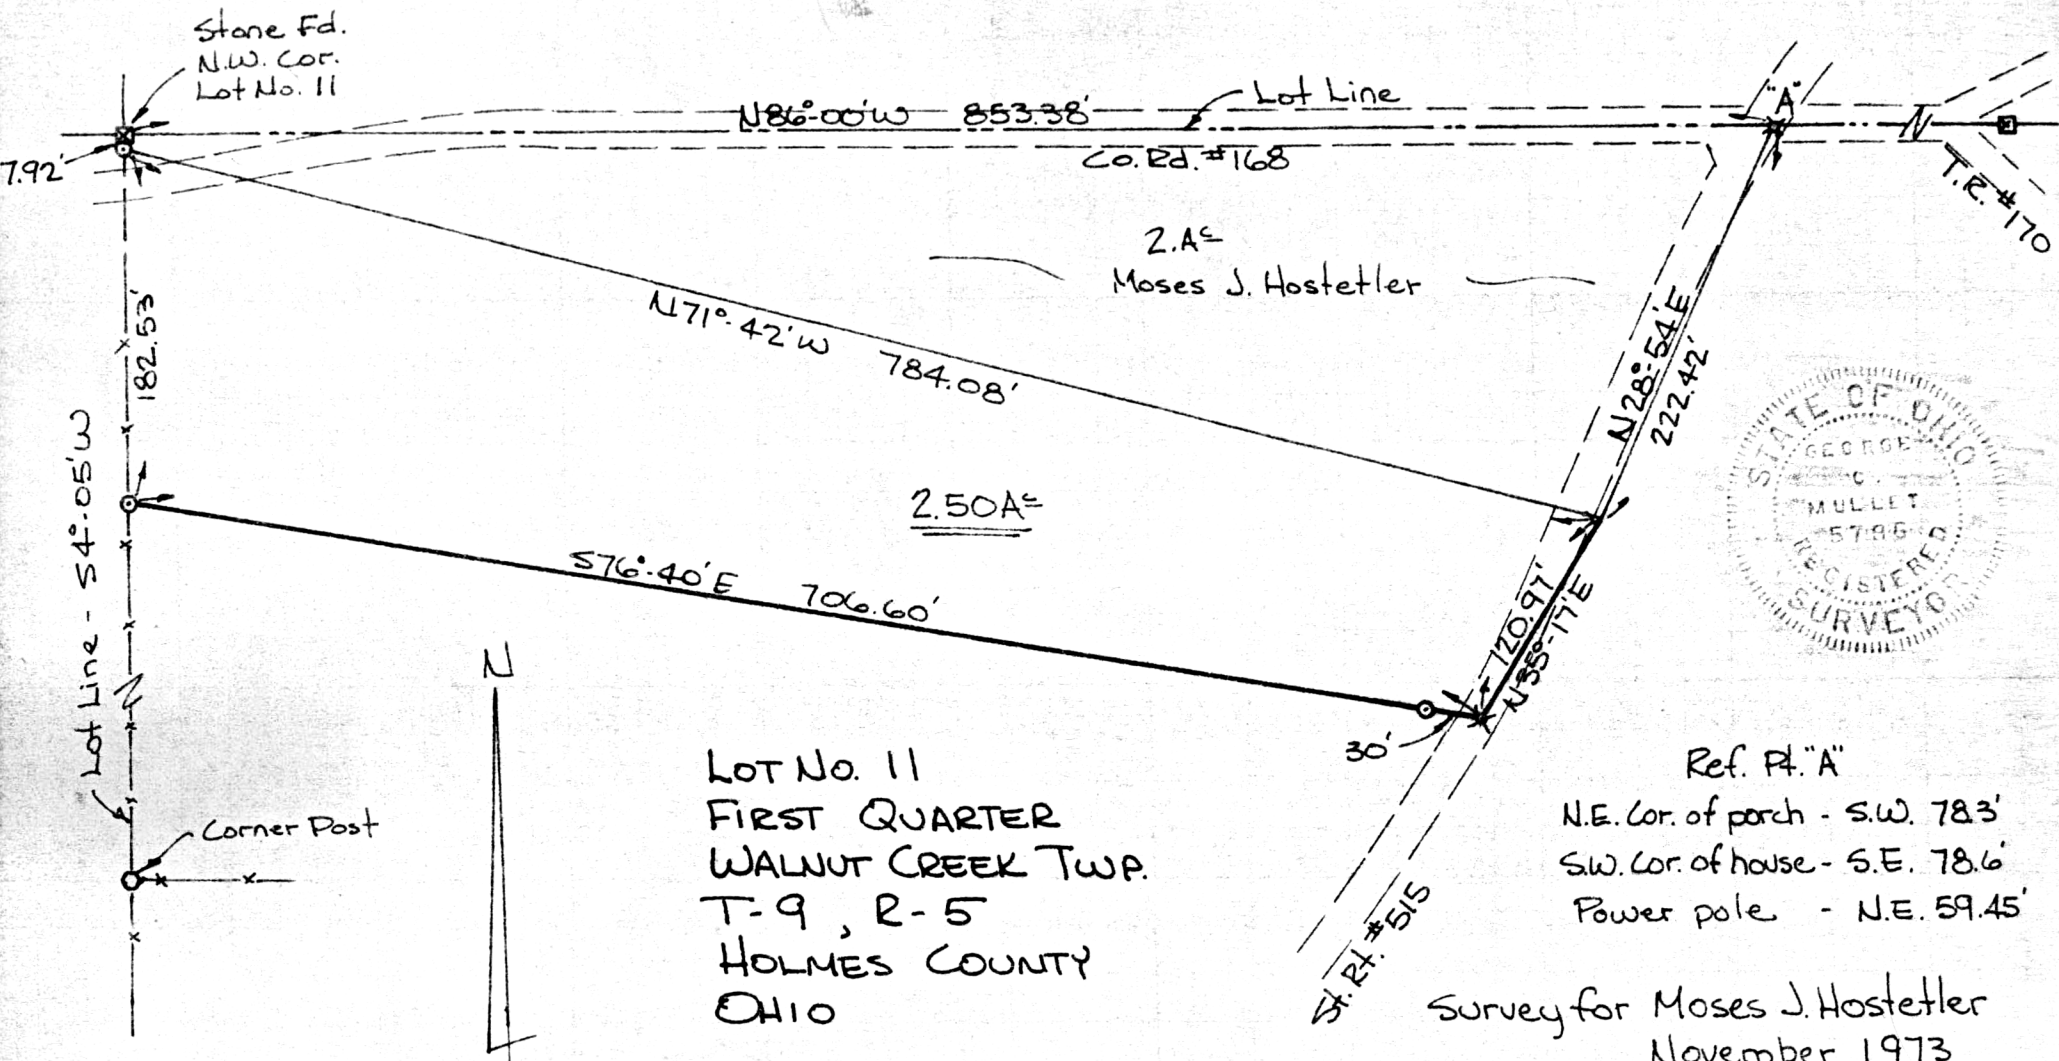 Stone Fd.
N.W. Cor.
Lot No. 11
7.92'
N86°-00'W 853.38'
Lot Line
"A"
Co. Rd. #168
T.R. #170
2.Ac
Moses J. Hostetler
182.53'
N71°-42'W 784.08'
N28°-54'E
222.42'
STATE OF OHIO
GEORGE
C.
MULLET
5796
REGISTERED
SURVEYOR
Lot Line - S4°-05'W
2.50Ac
S76°-40'E 706.60'
120.97'
N35°-17'E
30'
N
Corner Post
LOT NO. 11
FIRST QUARTER
WALNUT CREEK TWP.
T-9, R-5
HOLMES COUNTY
OHIO
St. Rt. #515
Ref. Pt. "A"
N.E. Cor. of porch - S.W. 78.3'
S.W. Cor. of house - S.E. 78.6'
Power pole - N.E. 59.45'
Survey for Moses J. Hostetler
November 1973